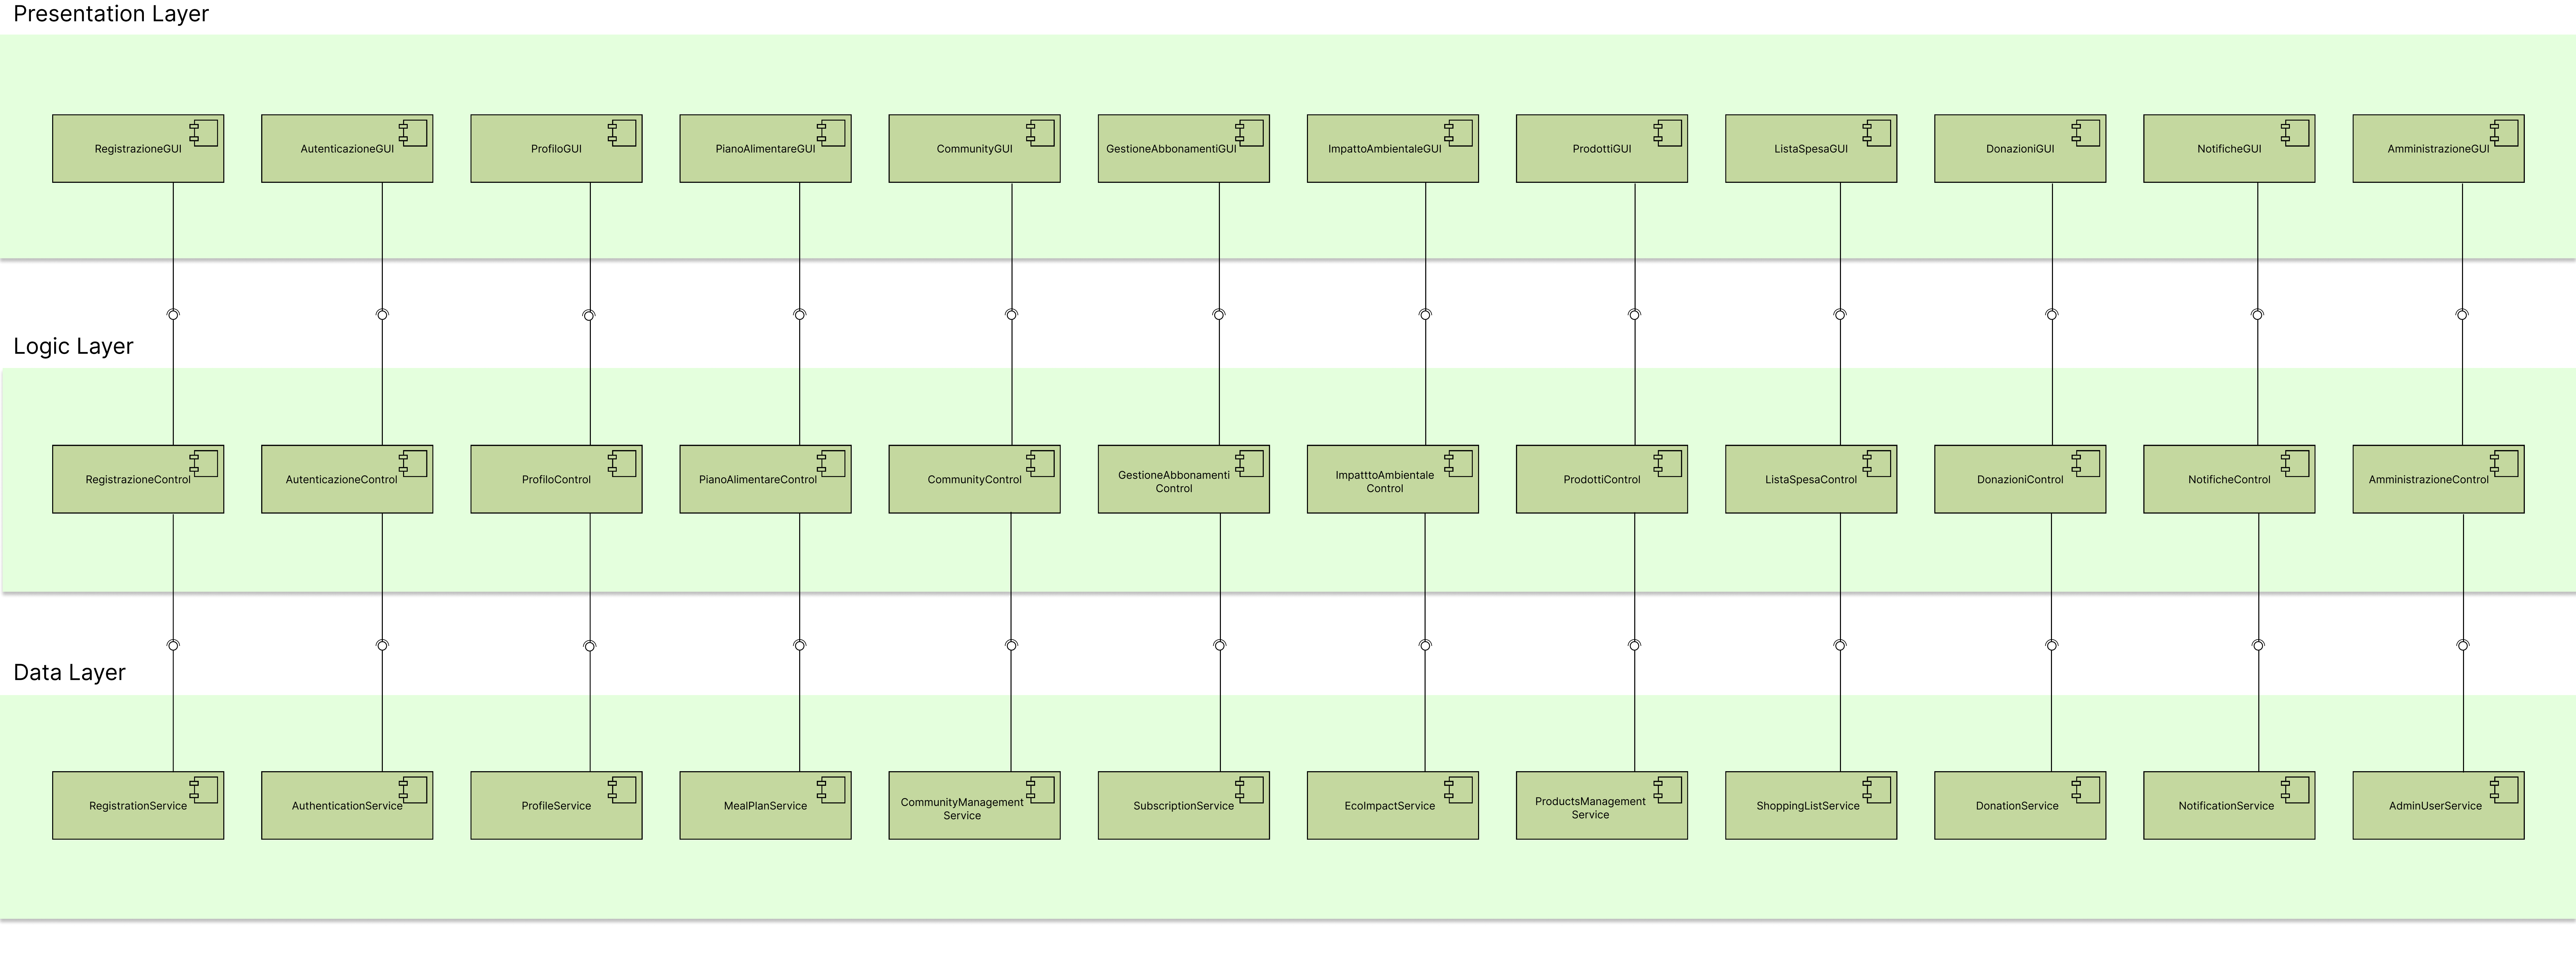 Presentation Layer
RegistrazioneGUI
AutenticazioneGUI
ProfiloGUI
PianoAlimentareGUI
CommunityGUI
GestioneAbbonamentiGUI
ImpattoAmbientaleGUI
ProdottiGUI
ListaSpesaGUI
DonazioniGUI
NotificheGUI
AmministrazioneGUI
Logic Layer
RegistrazioneControl
AutenticazioneControl
ProfiloControl
PianoAlimentareControl
CommunityControl
GestioneAbbonamenti
Control
ImpatttoAmbientale
Control
ProdottiControl
ListaSpesaControl
DonazioniControl
NotificheControl
AmministrazioneControl
Data Layer
RegistrationService
AuthenticationService
ProfileService
MealPlanService
CommunityManagement
Service
SubscriptionService
EcoImpactService
ProductsManagement
Service
ShoppingListService
DonationService
NotificationService
AdminUserService